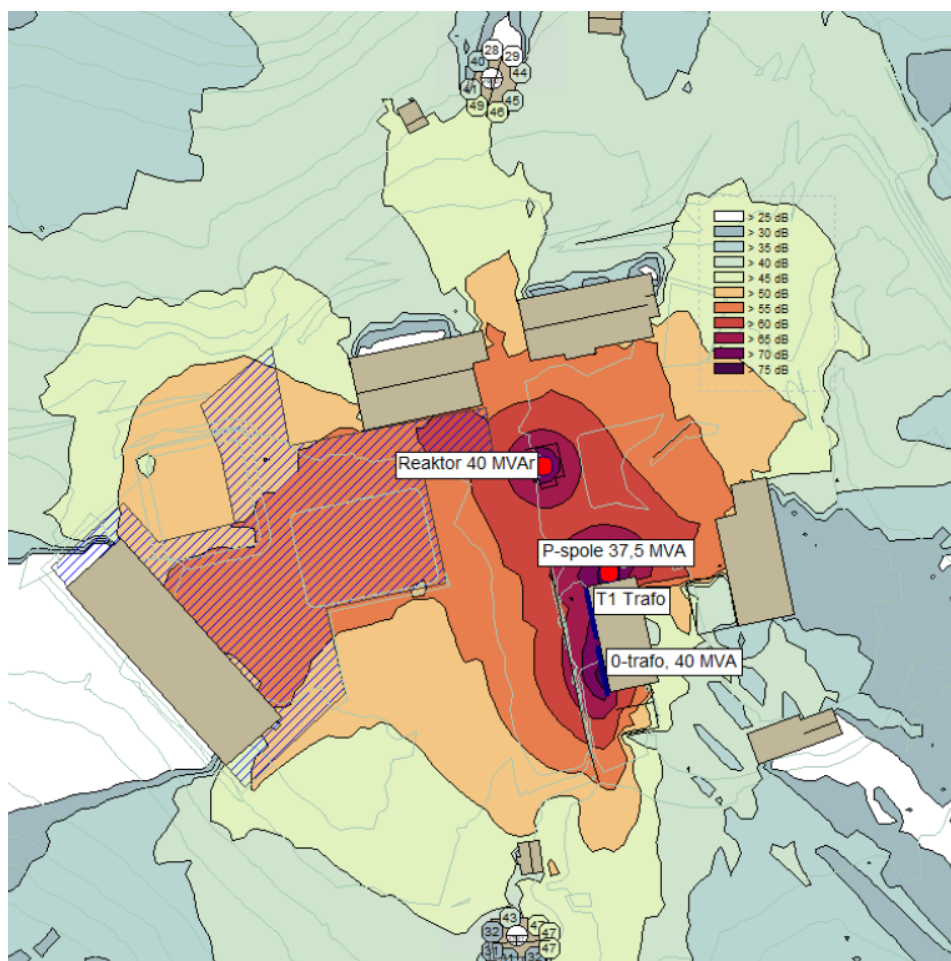 28
40
29
44
41
49
45
46
> 25 dB
> 30 dB
> 35 dB
> 40 dB
> 45 dB
> 50 dB
> 55 dB
> 60 dB
> 65 dB
> 70 dB
> 75 dB
Reaktor 40 MVAr
P-spole 37,5 MVA
T1 Trafo
0-trafo, 40 MVA
43
47
32
47
31
47
32